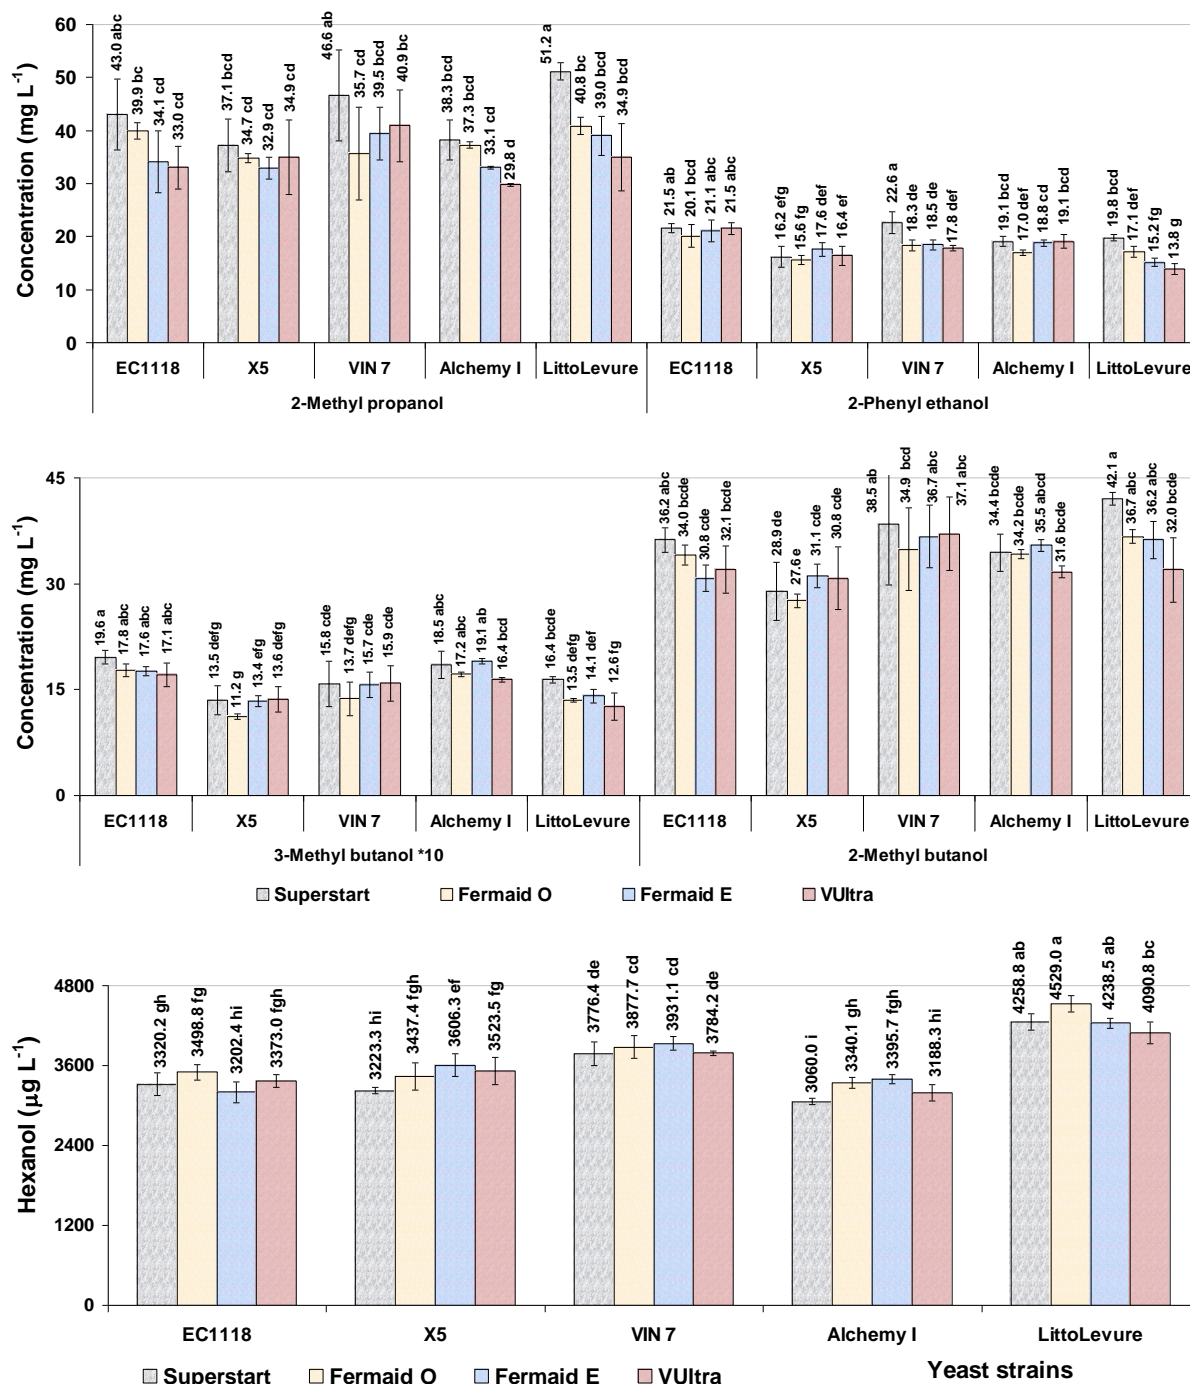 Concentration (mg L⁻¹)
60
50
40
30
20
10
0
43.0 abc
39.9 bc
34.1 cd
33.0 cd
37.1 bcd
34.7 cd
32.9 cd
34.9 cd
46.6 ab
35.7 cd
39.5 bcd
40.9 bc
38.3 bcd
37.3 bcd
33.1 cd
29.8 d
51.2 a
40.8 bc
39.0 bcd
34.9 bcd
21.5 ab
20.1 bcd
21.1 abc
21.5 abc
16.2 efg
15.6 fg
17.6 def
16.4 ef
22.6 a
18.3 de
18.5 de
17.8 def
19.1 bcd
17.0 def
18.8 cd
19.1 bcd
19.8 bcd
17.1 def
15.2 fg
13.8 g
EC1118 X5 VIN 7 Alchemy I LittoLevure EC1118 X5 VIN 7 Alchemy I LittoLevure
2-Methyl propanol 2-Phenyl ethanol
Concentration (mg L⁻¹)
45
30
15
0
19.6 a
17.8 abc
17.6 abc
17.1 abc
13.5 defg
11.2 g
13.4 efg
13.6 defg
15.8 cde
13.7 defg
15.7 cde
15.9 cde
18.5 abc
17.2 abc
19.1 ab
16.4 bcd
16.4 bcde
13.5 defg
14.1 def
12.6 fg
36.2 abc
34.0 bcde
30.8 cde
32.1 bcde
28.9 de
27.6 e
31.1 cde
30.8 cde
38.5 ab
34.9 bcd
36.7 abc
37.1 abc
34.4 bcde
34.2 bcde
35.5 abcd
31.6 bcde
42.1 a
36.7 abc
36.2 abc
32.0 bcde
EC1118 X5 VIN 7 Alchemy I LittoLevure EC1118 X5 VIN 7 Alchemy I LittoLevure
3-Methyl butanol *10 2-Methyl butanol
Superstart Fermaid O Fermaid E VUltra
Hexanol (µg L⁻¹)
4800
3600
2400
1200
0
3320.2 gh
3498.8 fg
3202.4 hi
3373.0 fgh
3223.3 hi
3437.4 fgh
3606.3 ef
3523.5 fg
3776.4 de
3877.7 cd
3931.1 cd
3784.2 de
3060.0 i
3340.1 gh
3395.7 fgh
3188.3 hi
4258.8 ab
4529.0 a
4238.5 ab
4090.8 bc
EC1118 X5 VIN 7 Alchemy I LittoLevure
Superstart Fermaid O Fermaid E VUltra Yeast strains